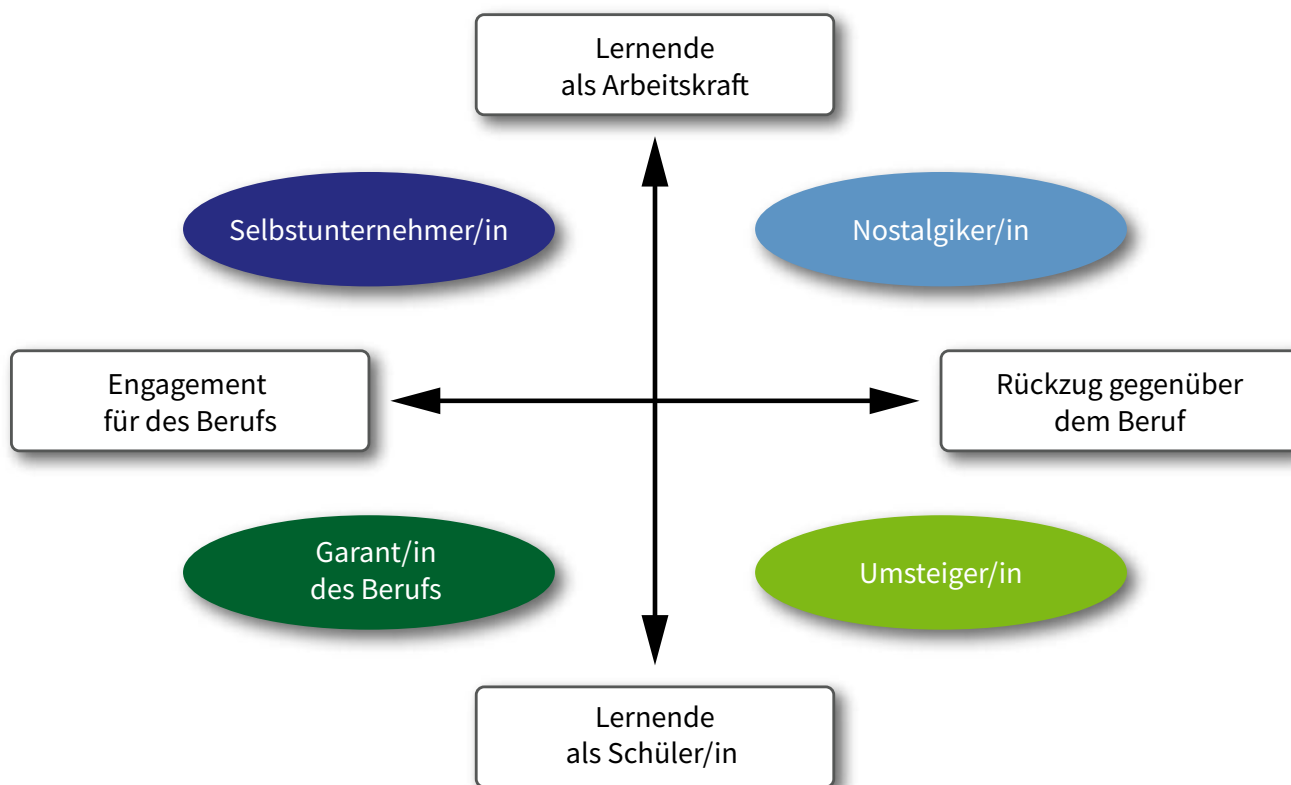 Lernende
als Arbeitskraft
Selbstunternehmer/in
Nostalgiker/in
Engagement
für des Berufs
Rückzug gegenüber
dem Beruf
Garant/in
des Berufs
Umsteiger/in
Lernende
als Schüler/in